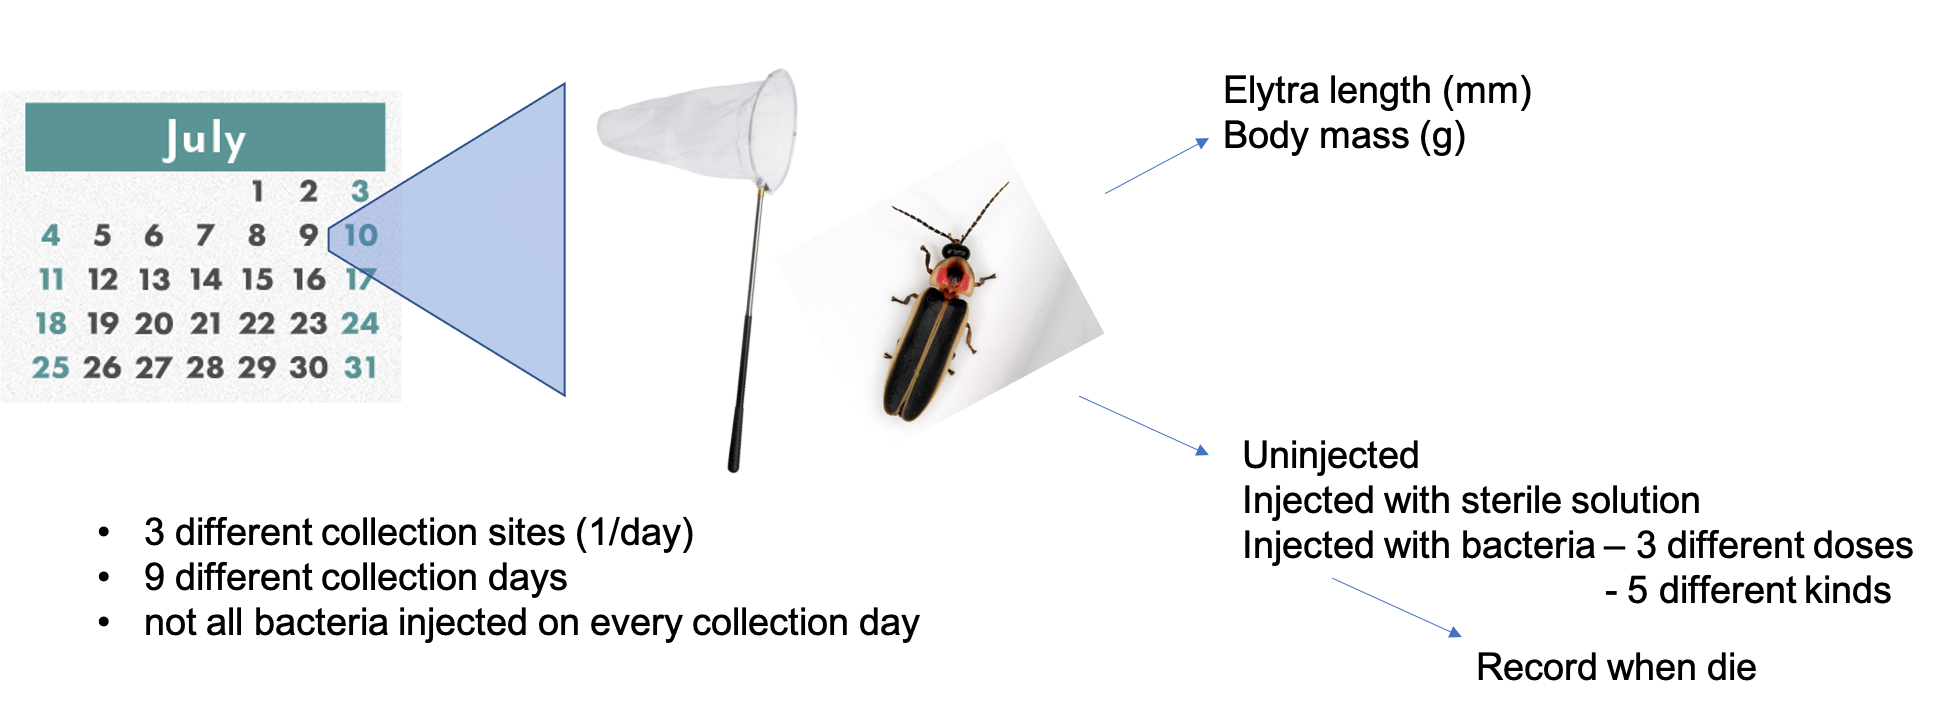 July
1 2 3
4 5 6 7 8 9 10
11 12 13 14 15 16 17
18 19 20 21 22 23 24
25 26 27 28 29 30 31
Elytra length (mm)
Body mass (g)
Uninjected
Injected with sterile solution
Injected with bacteria – 3 different doses
- 5 different kinds
Record when die
• 3 different collection sites (1/day)
• 9 different collection days
• not all bacteria injected on every collection day